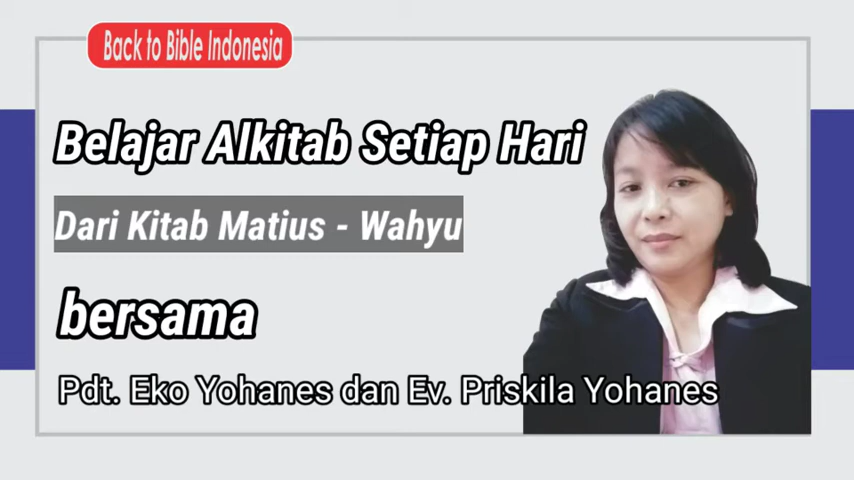 Back to Bible Indonesia
Belajar Alkitab Setiap Hari
Dari Kitab Matius - Wahyu
bersama
Pdt. Eko Yohanes dan Ev. Priskila Yohanes